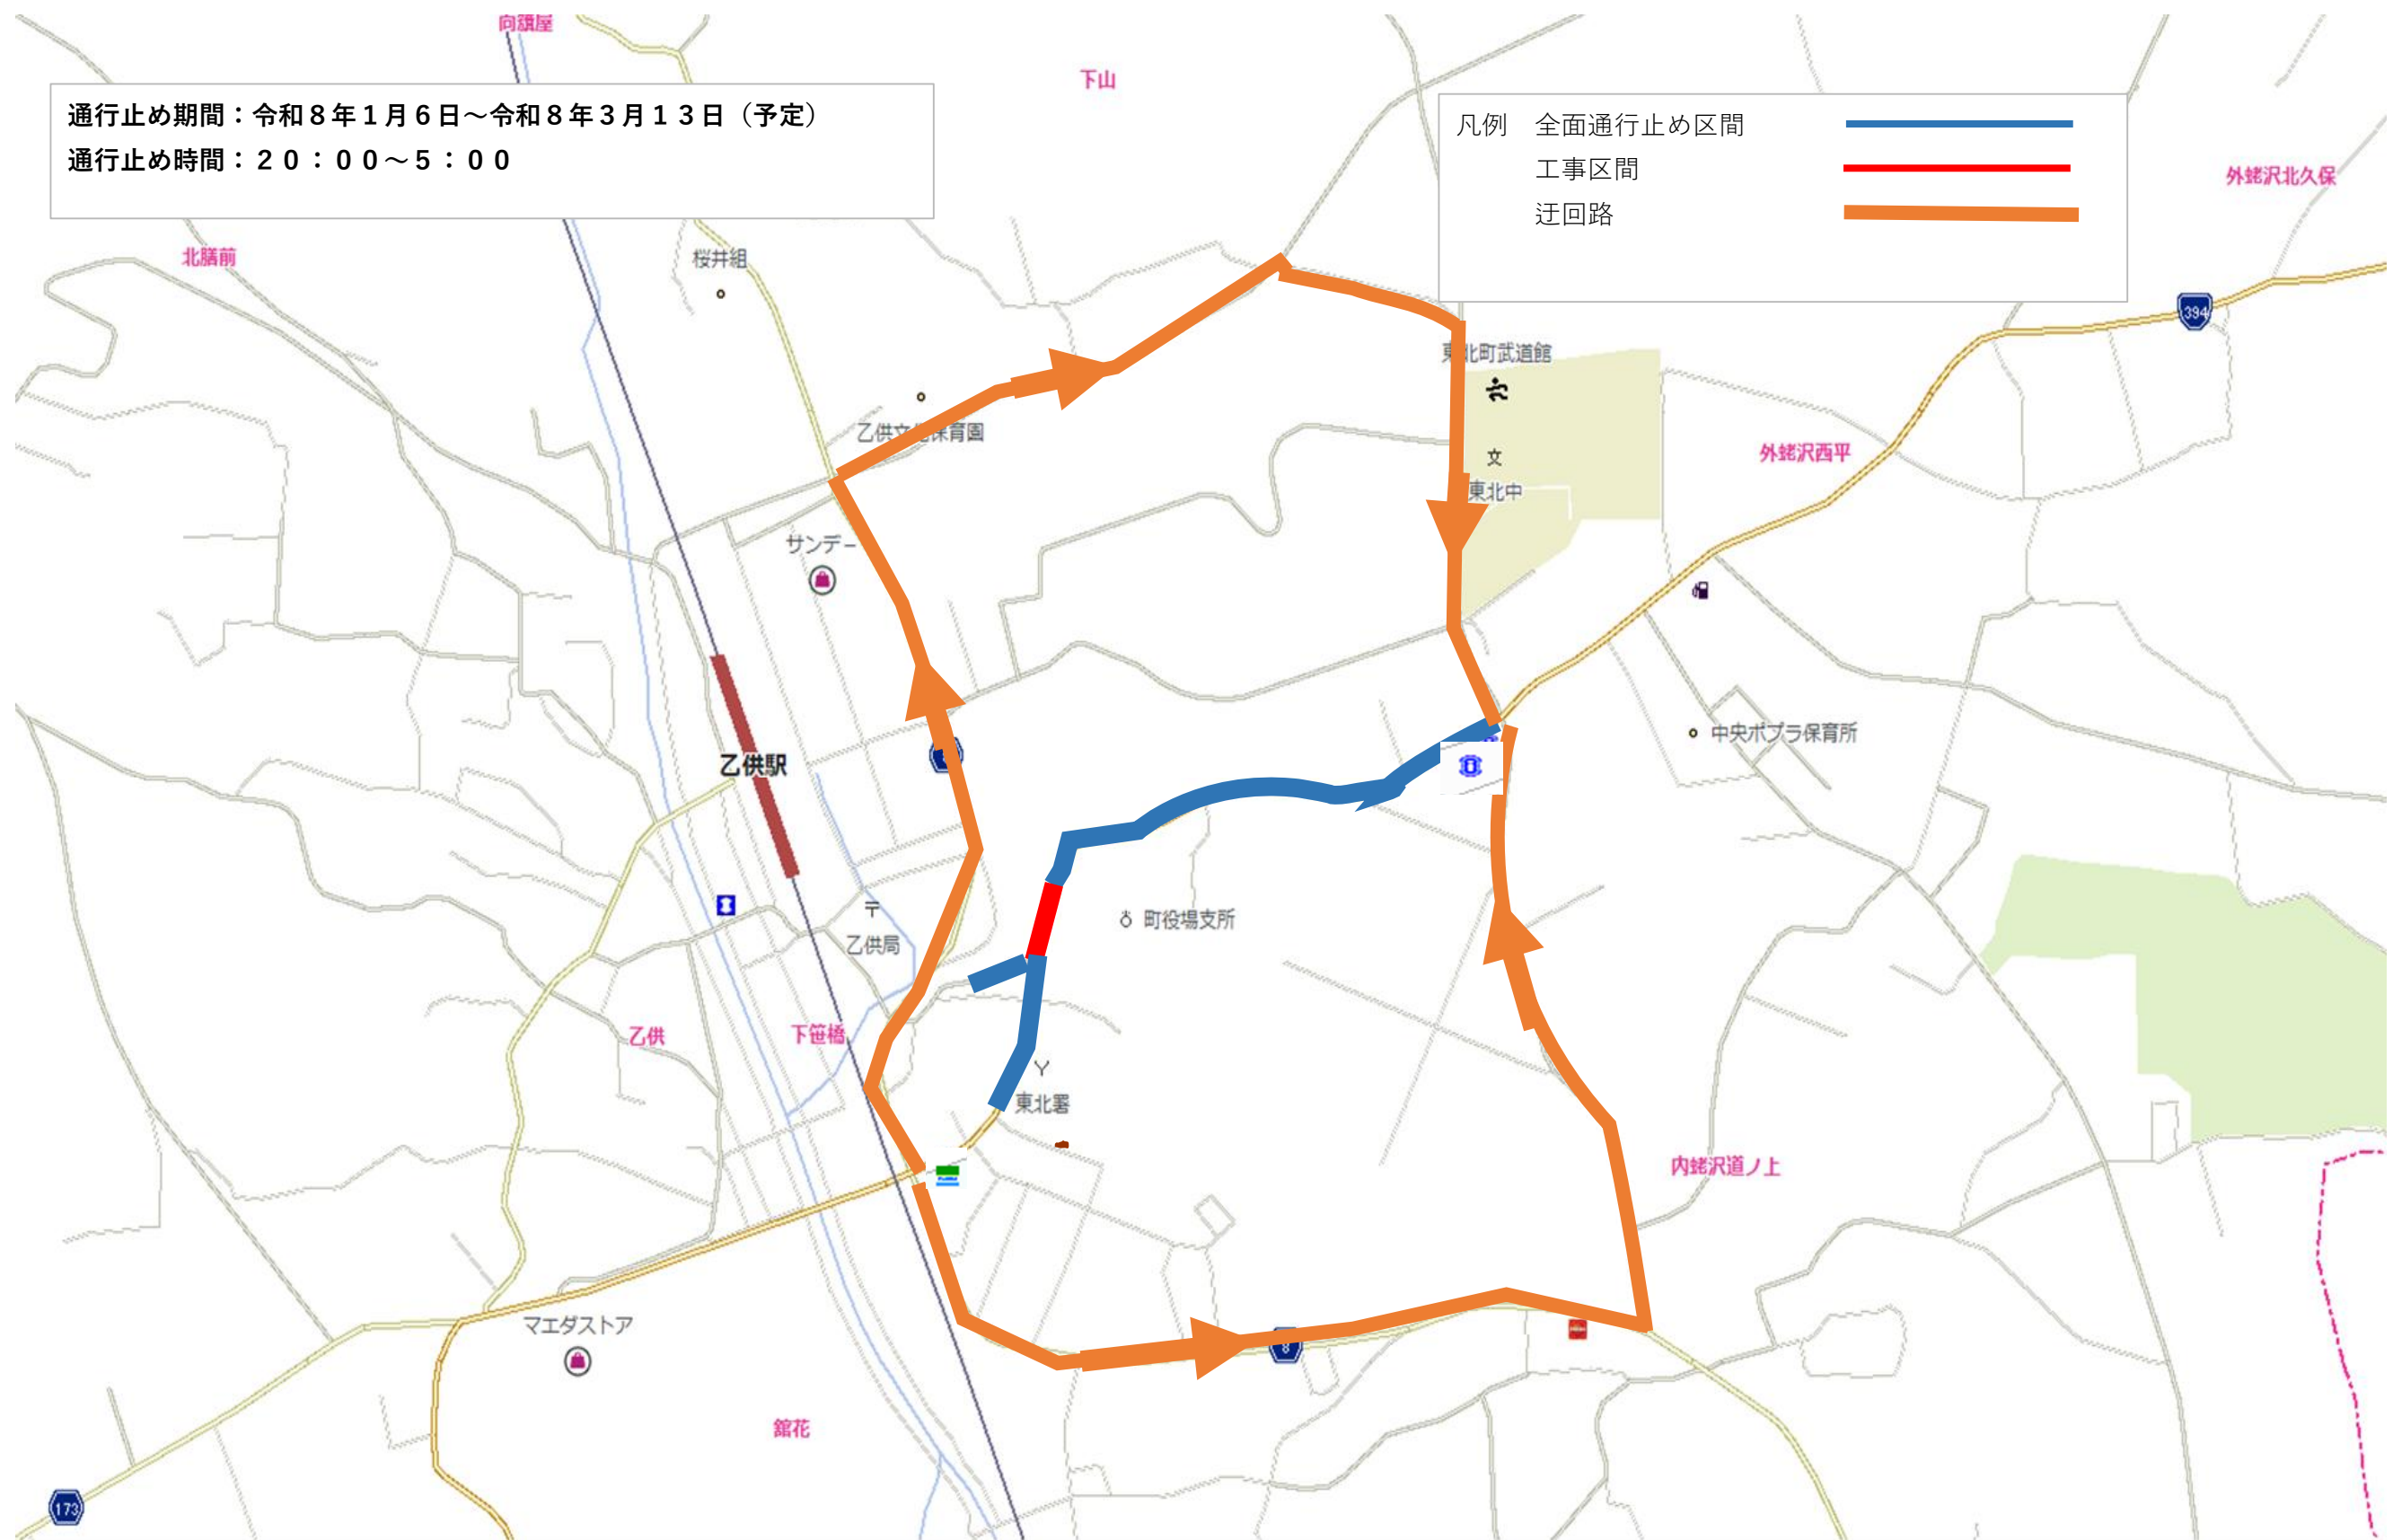 向旗屋
下山
通行止め期間：令和８年１月６日～令和８年３月１３日（予定）
通行止め時間：２０：００～５：００
凡例　全面通行止め区間
工事区間
迂回路
外蛯沢北久保
北膳前
桜井組
394
東北町武道館
乙供文化保育園
外蛯沢西平
文
東北中
サンデー
中央ポプラ保育所
乙供駅
町役場支所
乙供局
乙供
下笹橋
東北署
内蛯沢道ノ上
マエダストア
8
舘花
173